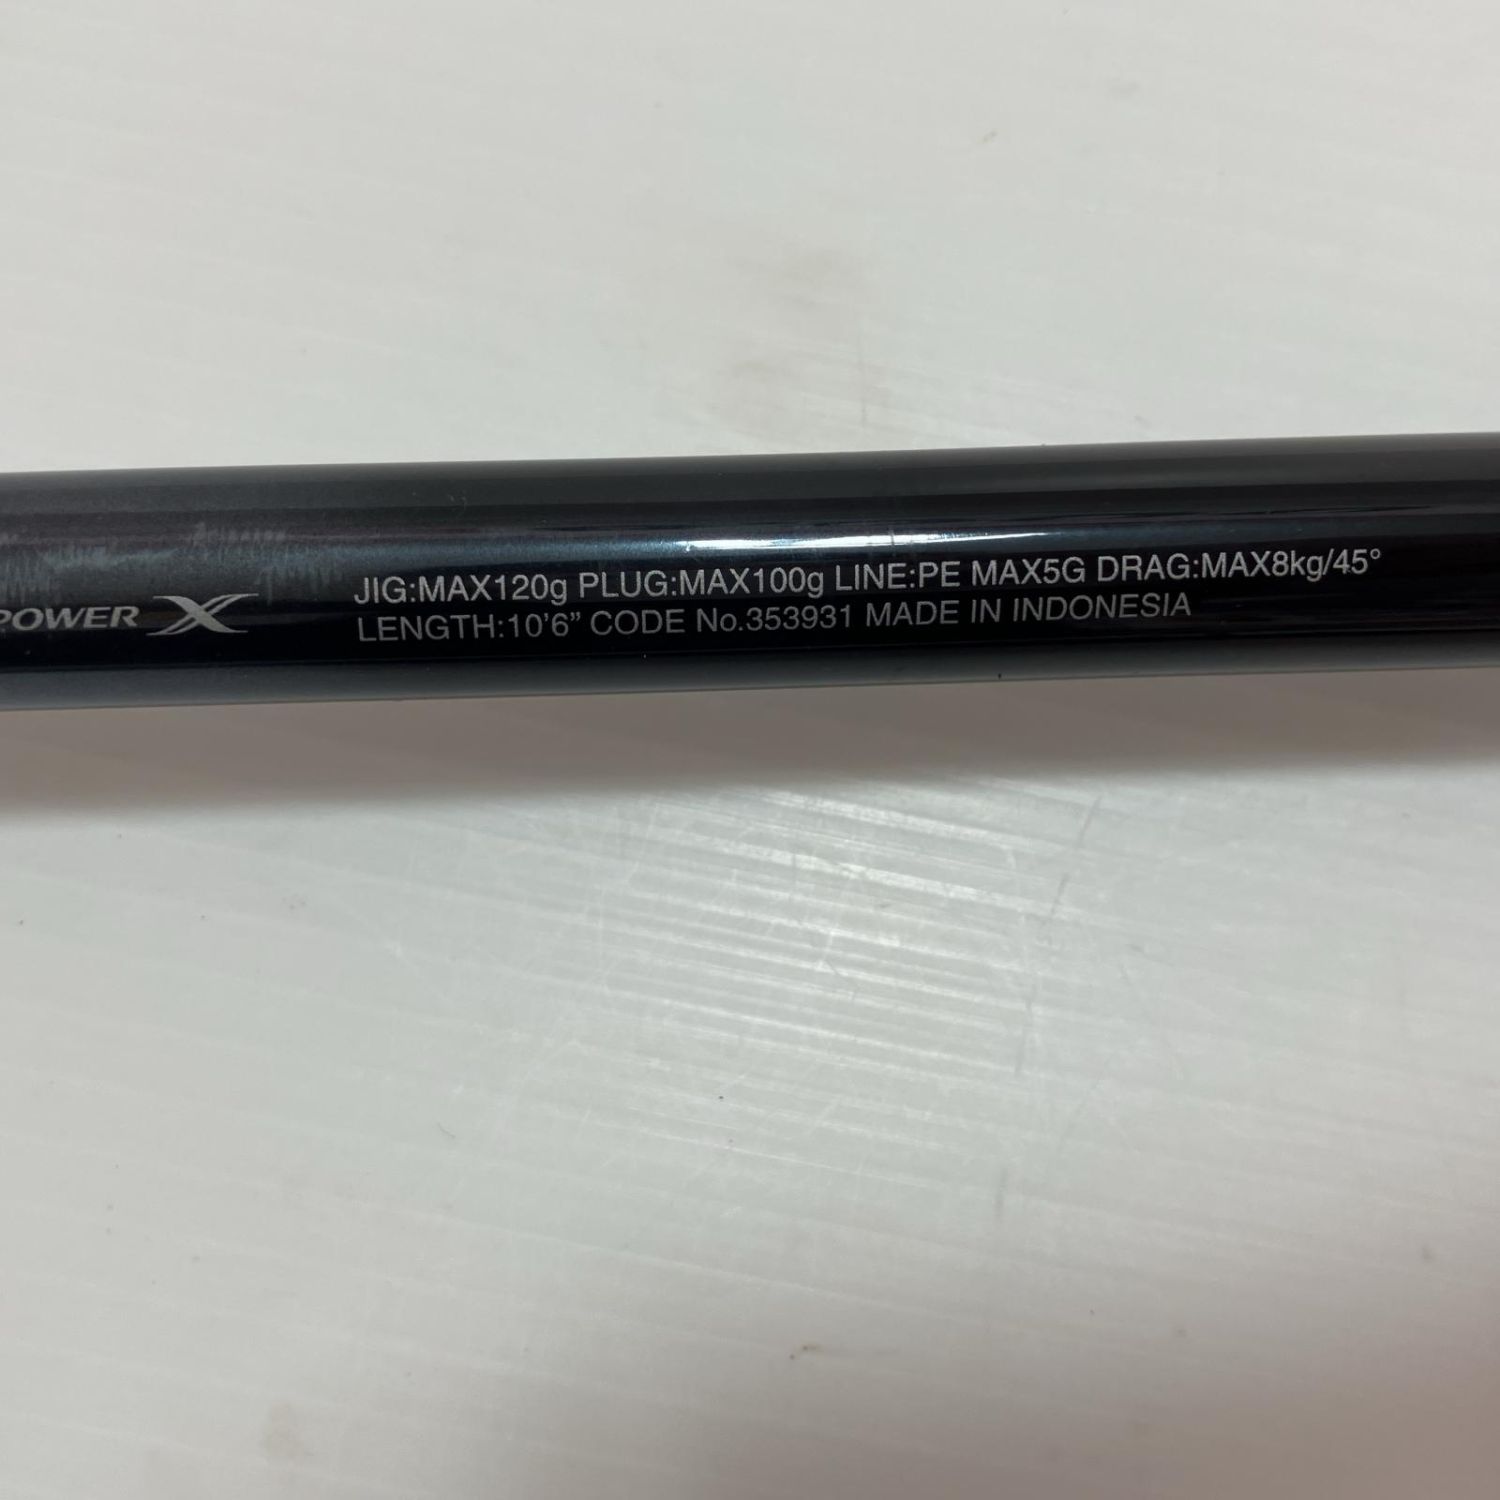 POWER X
JIG:MAX120g PLUG:MAX100g LINE:PE MAX5G DRAG:MAX8kg/45°
LENGTH:10'6” CODE No.353931 MADE IN INDONESIA